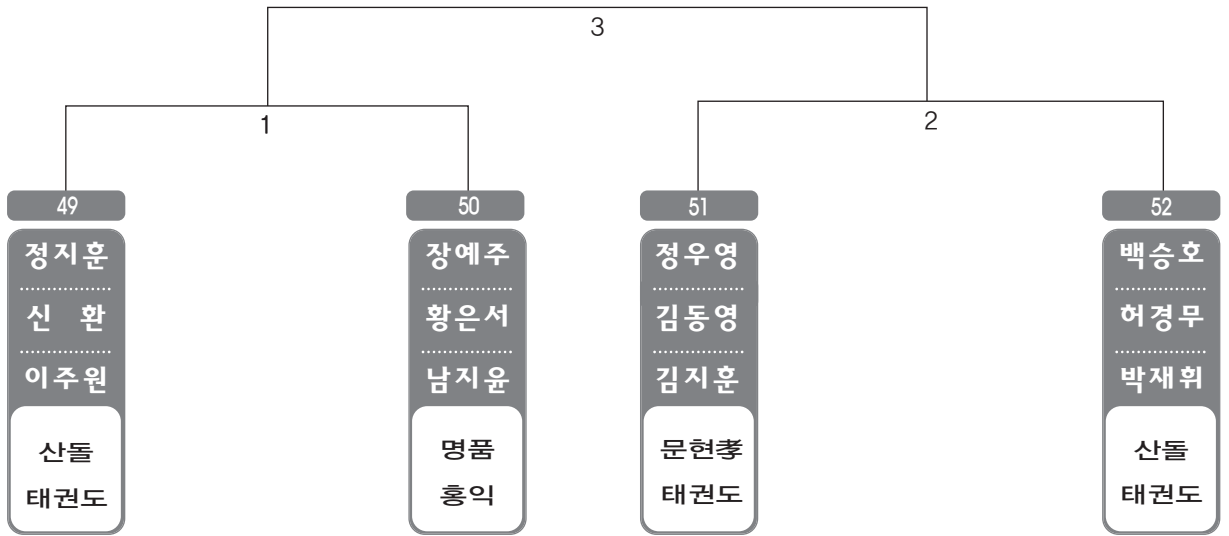 3
1
2
49
정지훈
신 환
이주원
산돌
태권도
50
장예주
황은서
남지윤
명품
홍익
51
정우영
김동영
김지훈
문현孝
태권도
52
백승호
허경무
박재휘
산돌
태권도